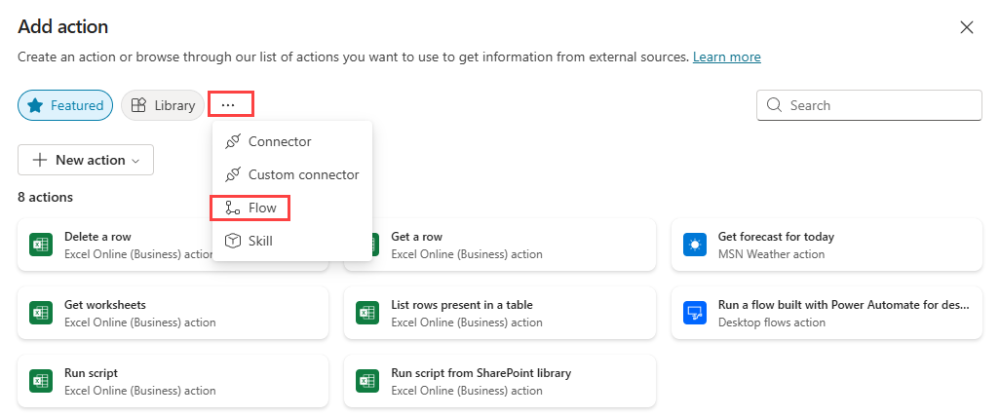 Add action
Create an action or browse through our list of actions you want to use to get information from external sources. Learn more
Featured
Library
...
Search
Connector
Custom connector
Flow
Skill
New action
8 actions
Delete a row
Excel Online (Business) action
Get a row
Excel Online (Business) action
Get forecast for today
MSN Weather action
Get worksheets
Excel Online (Business) action
List rows present in a table
Excel Online (Business) action
Run a flow built with Power Automate for des...
Desktop flows action
Run script
Excel Online (Business) action
Run script from SharePoint library
Excel Online (Business) action